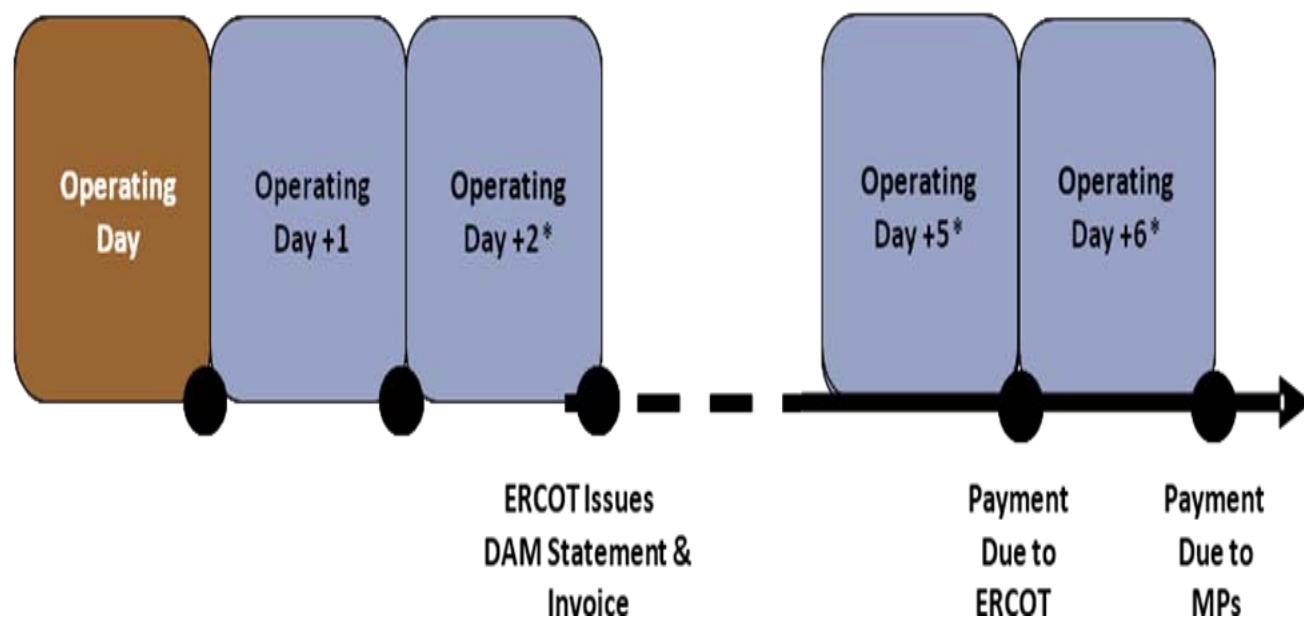 Operating
Day
Operating
Day +1
Operating
Day +2*
Operating
Day +5*
Operating
Day +6*
ERCOT Issues
DAM Statement &
Invoice
Payment
Due to
ERCOT
Payment
Due to
MPs